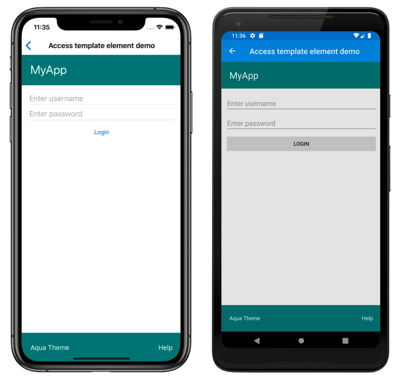 11:35
Access template element demo
MyApp
Enter username
Enter password
Login
Aqua Theme Help
11:36
Access template element demo
MyApp
Enter username
Enter password
LOGIN
Aqua Theme Help